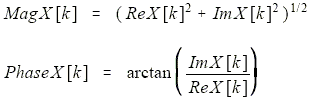 MagX[k] = ( ReX[k]² + ImX[k]² )^1/2
PhaseX[k] = arctan ( ImX[k] / ReX[k] )